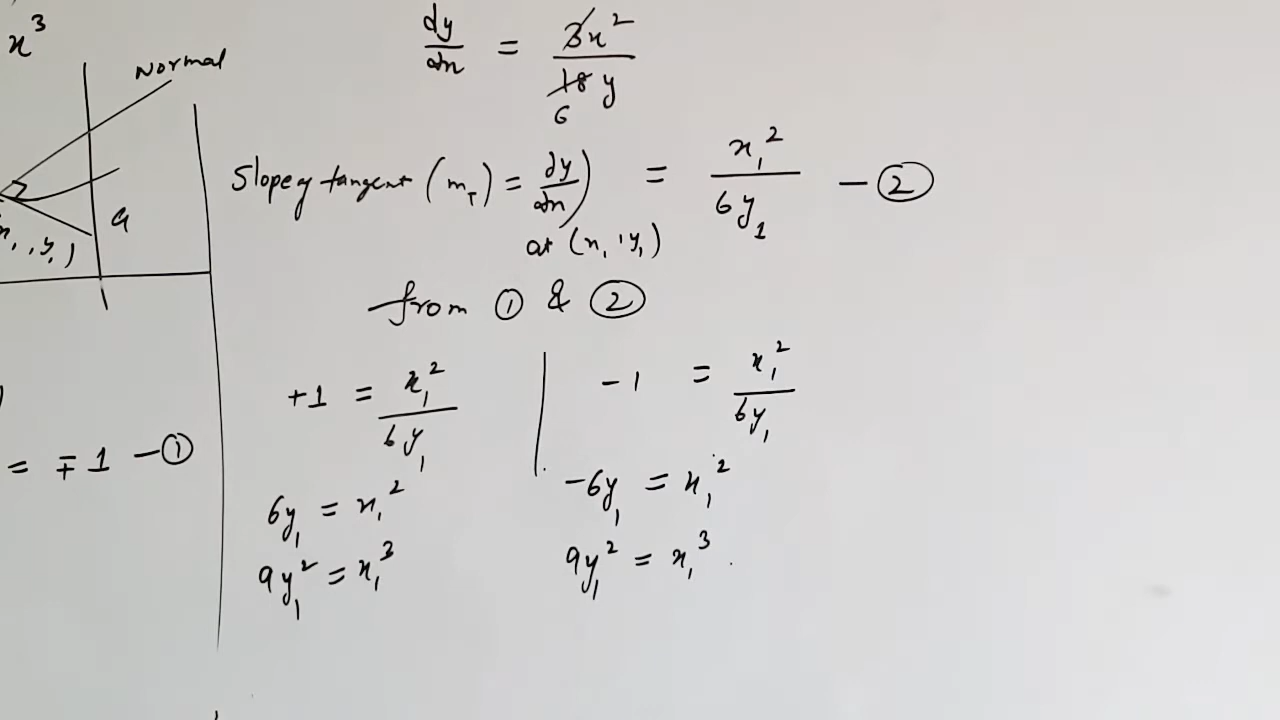 x³
Normal
(x₁, y₁)
a
= ∓1 — ①
dy/dx = 3x²/18y
6
Slope of tangent (m_T) = dy/dx) = x₁²/6y₁ — ②
at (x₁, y₁)
from ① & ②
+1 = x₁²/6y₁
6y₁ = x₁²
9y₁² = x₁³
-1 = x₁²/6y₁
-6y₁ = x₁²
9y₁² = x₁³